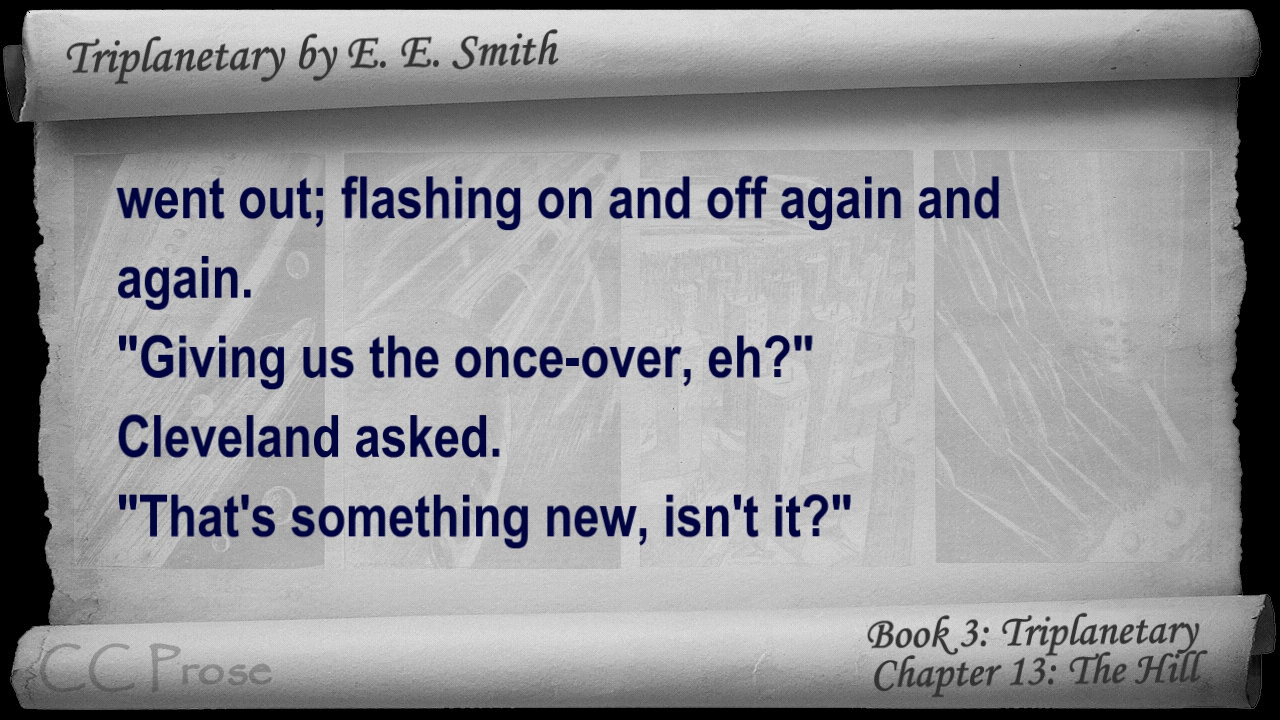 Triplanetary by E. E. Smith
went out; flashing on and off again and
again.
"Giving us the once-over, eh?"
Cleveland asked.
"That's something new, isn't it?"
Book 3: Triplanetary
Chapter 13: The Hill
CC Prose